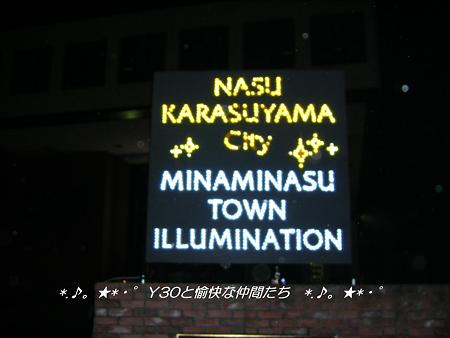 NASU
KARASUYAMA
City
MINAMINASU
TOWN
ILLUMINATION
*.♪。★*・゜Y30と愉快な仲間たち *.♪。★*・゜